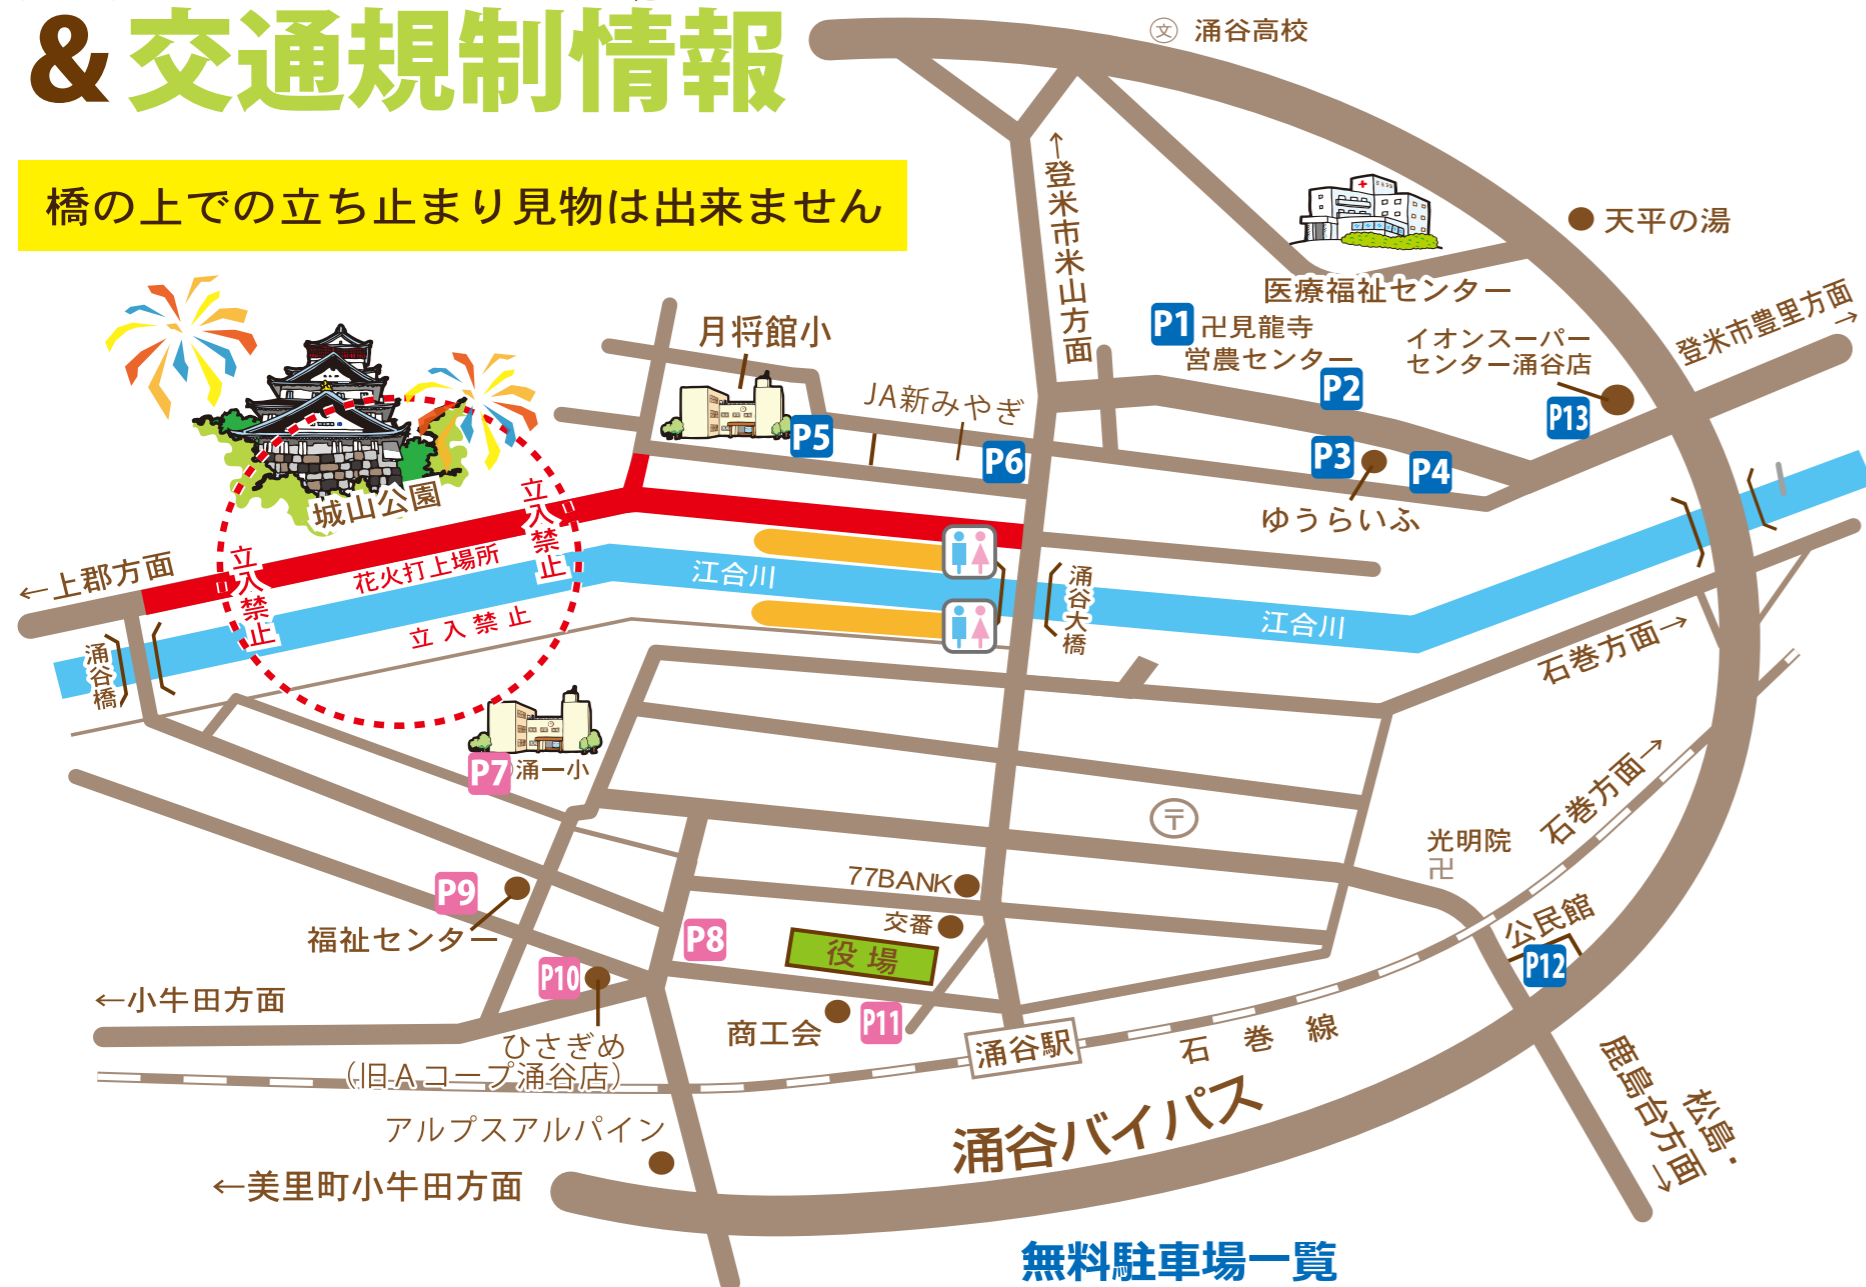 &交通規制情報
橋の上での立ち止まり見物は出来ません
文 涌谷高校
↑登米市米山方面
天平の湯
医療福祉センター
P1 卍見龍寺
営農センター
P2
イオンスーパー
センター涌谷店
P13
登米市豊里方面→
月将館小
P5
JA新みやぎ
P6
P3
P4
ゆうらいふ
城山公園
立入禁止
立入禁止
花火打上場所
立入禁止
←上郡方面
涌谷橋
江合川
涌谷大橋
江合川
石巻方面→
P7
涌一小
〒
石巻方面→
光明院
卍
77BANK
交番
P9
福祉センター
P8
役場
公民館
P12
P10
←小牛田方面
商工会
P11
ひさぎめ
(旧Aコープ涌谷店)
涌谷駅
石巻線
アルプスアルパイン
涌谷バイパス
←美里町小牛田方面
松島・
鹿島台方面→
無料駐車場一覧